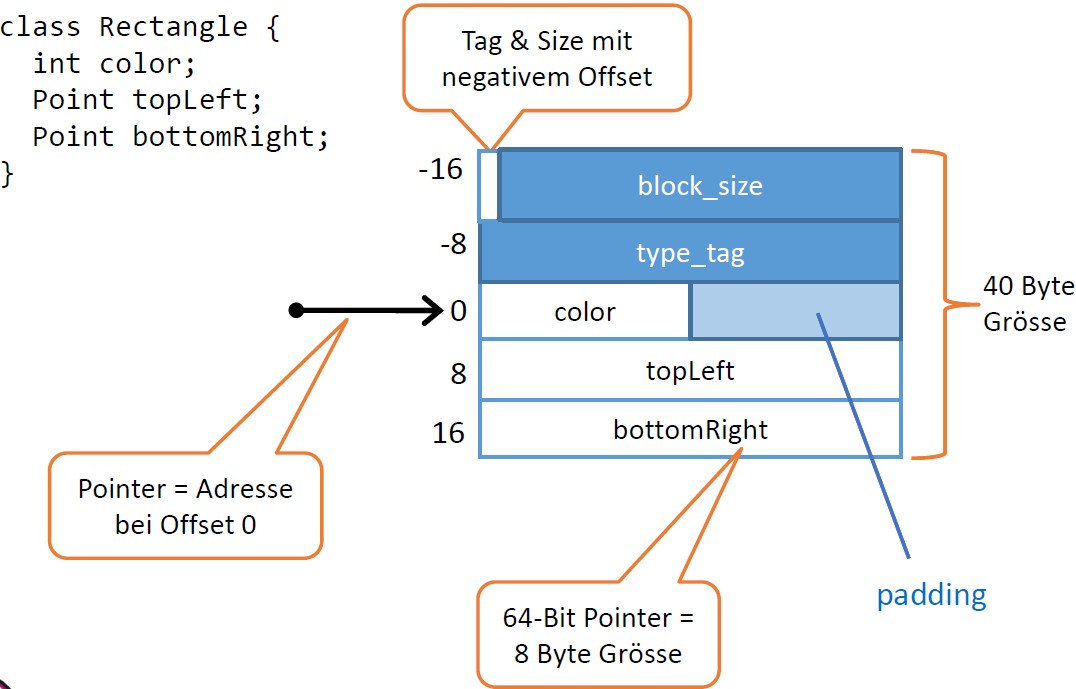 class Rectangle {
  int color;
  Point topLeft;
  Point bottomRight;
}
Tag & Size mit
negativem Offset
-16
block_size
-8
type_tag
0
color
8
topLeft
16
bottomRight
40 Byte
Grösse
Pointer = Adresse
bei Offset 0
64-Bit Pointer =
8 Byte Grösse
padding